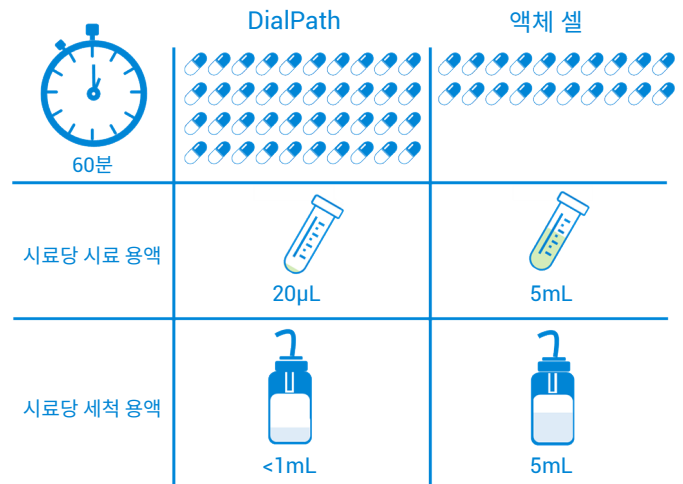 DialPath
액체 셀
60분
시료당 시료 용액
20µL
5mL
시료당 세척 용액
<1mL
5mL